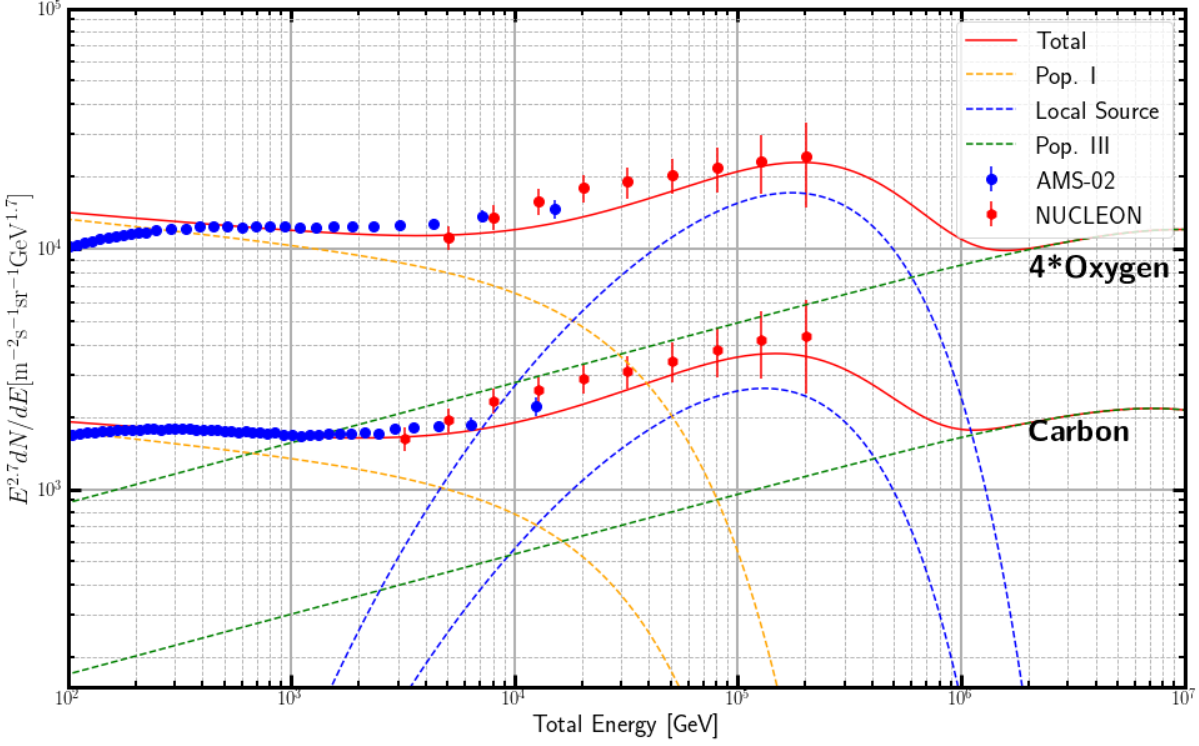 10^5
10^4
10^3
E^{2.7}dN/dE[m^{−2}s^{−1}sr^{−1}GeV^{1.7}]
Total
Pop. I
Local Source
Pop. III
AMS-02
NUCLEON
4*Oxygen
Carbon
10^2 10^3 10^4 10^5 10^6 10^7
Total Energy [GeV]